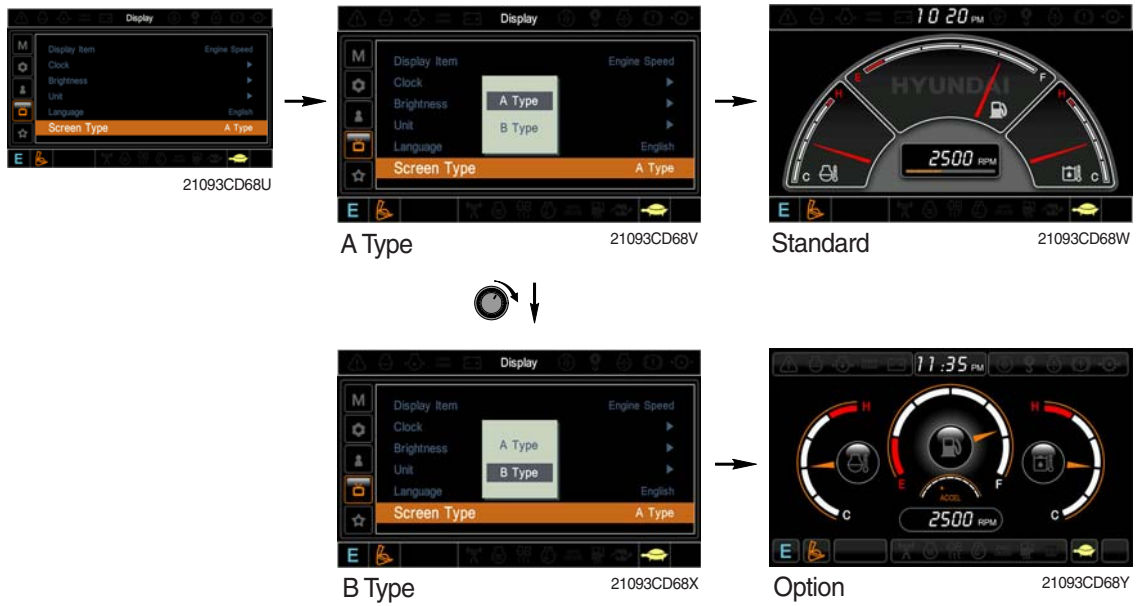 Display
M
Display Item Engine Speed
Clock
Brightness
Unit
Language English
Screen Type A Type
E
21093CD68U
Display
M
Display Item Engine Speed
Clock
Brightness
Unit
Language English
Screen Type A Type
A Type
B Type
E
A Type
21093CD68V
10 20 PM
HYUNDAI
E
F
H
C
H
C
2500 RPM
E
Standard
21093CD68W
Display
M
Display Item Engine Speed
Clock
Brightness
Unit
Language English
Screen Type A Type
A Type
B Type
E
B Type
21093CD68X
11:35 PM
H
C
E
F
H
C
ACCEL
2500 RPM
E
Option
21093CD68Y